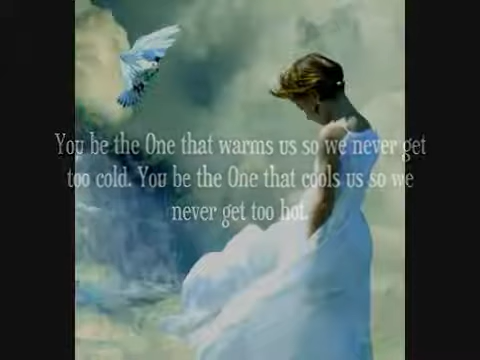 You be the One that warms us so we never get
too cold. You be the One that cools us so we
never get too hot.